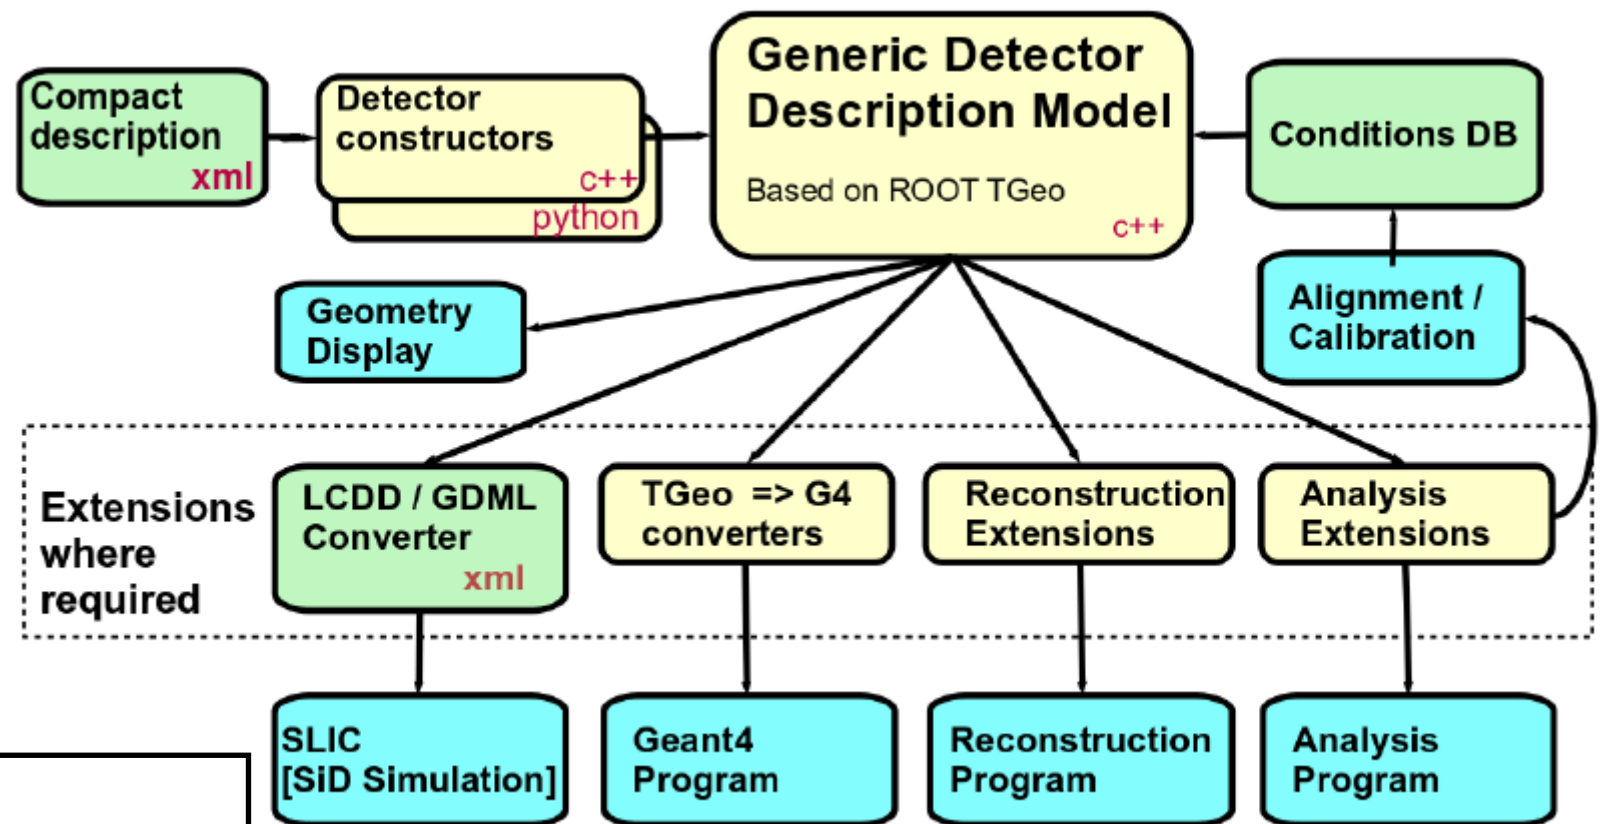 Compact
description
xml
Detector
constructors
c++
python
Generic Detector
Description Model
Based on ROOT TGeo
c++
Conditions DB
Geometry
Display
Alignment /
Calibration
Extensions
where
required
LCDD / GDML
Converter
xml
TGeo => G4
converters
Reconstruction
Extensions
Analysis
Extensions
SLIC
[SiD Simulation]
Geant4
Program
Reconstruction
Program
Analysis
Program